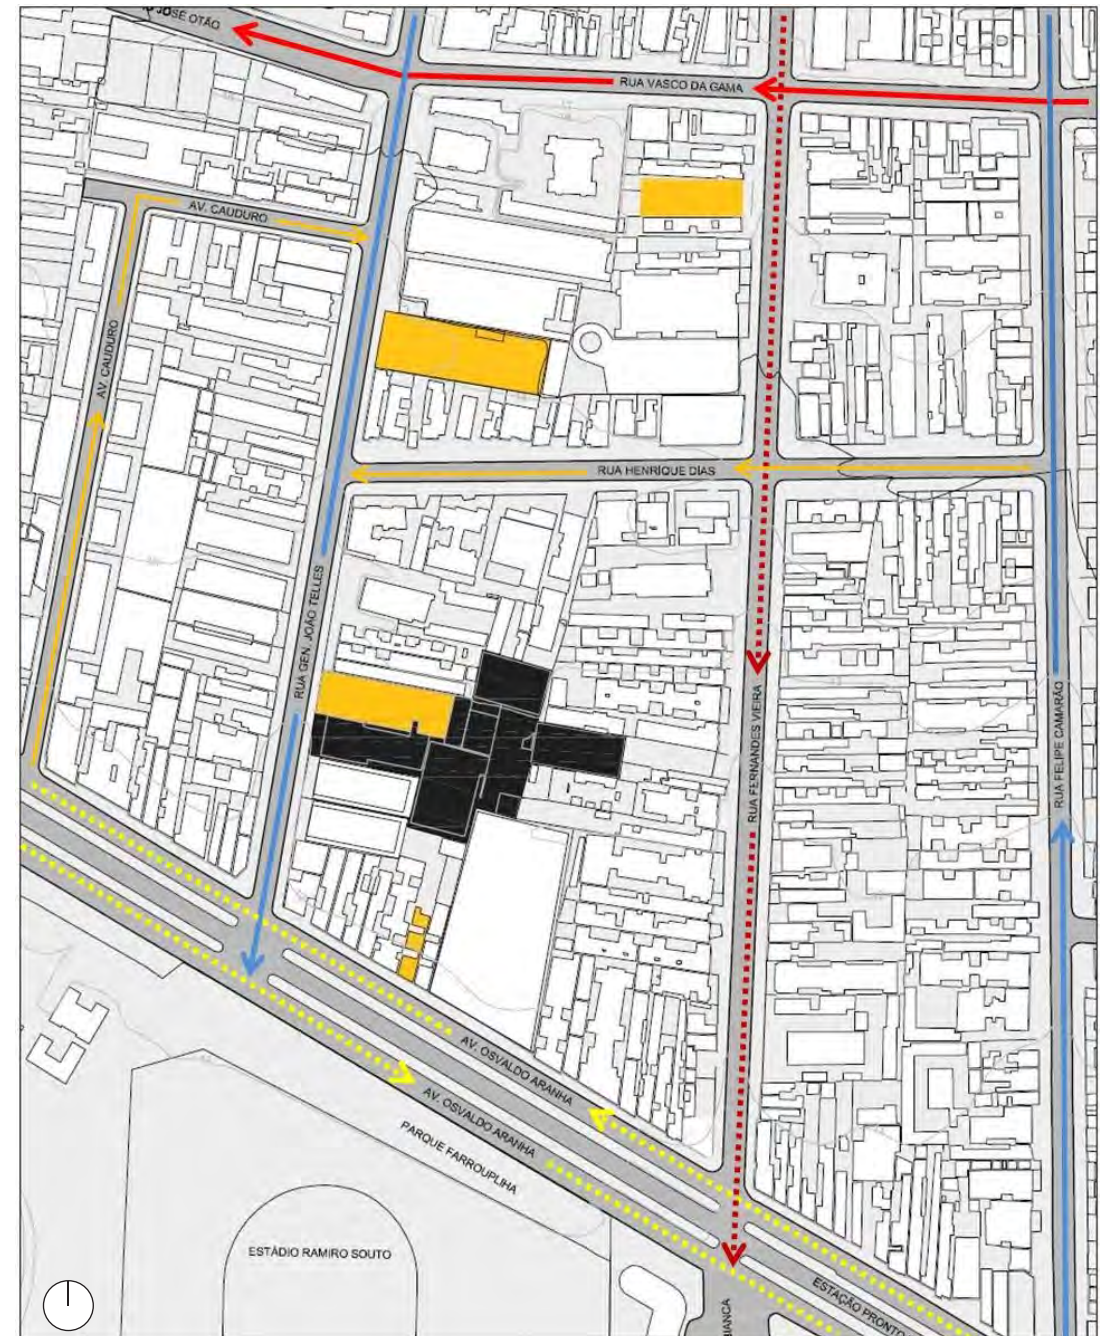 JOSÉ OTÃO
RUA VASCO DA GAMA
AV. CAUDURO
AV. CAUDURO
RUA HENRIQUE DIAS
RUA GEN. JOÃO TELLES
RUA FERNANDES VIEIRA
RUA FELIPE CAMARÃO
AV. OSVALDO ARANHA
AV. OSVALDO ARANHA
PARQUE FARROUPLIHA
ESTÁDIO RAMIRO SOUTO
ESTAÇÃO PRONTO